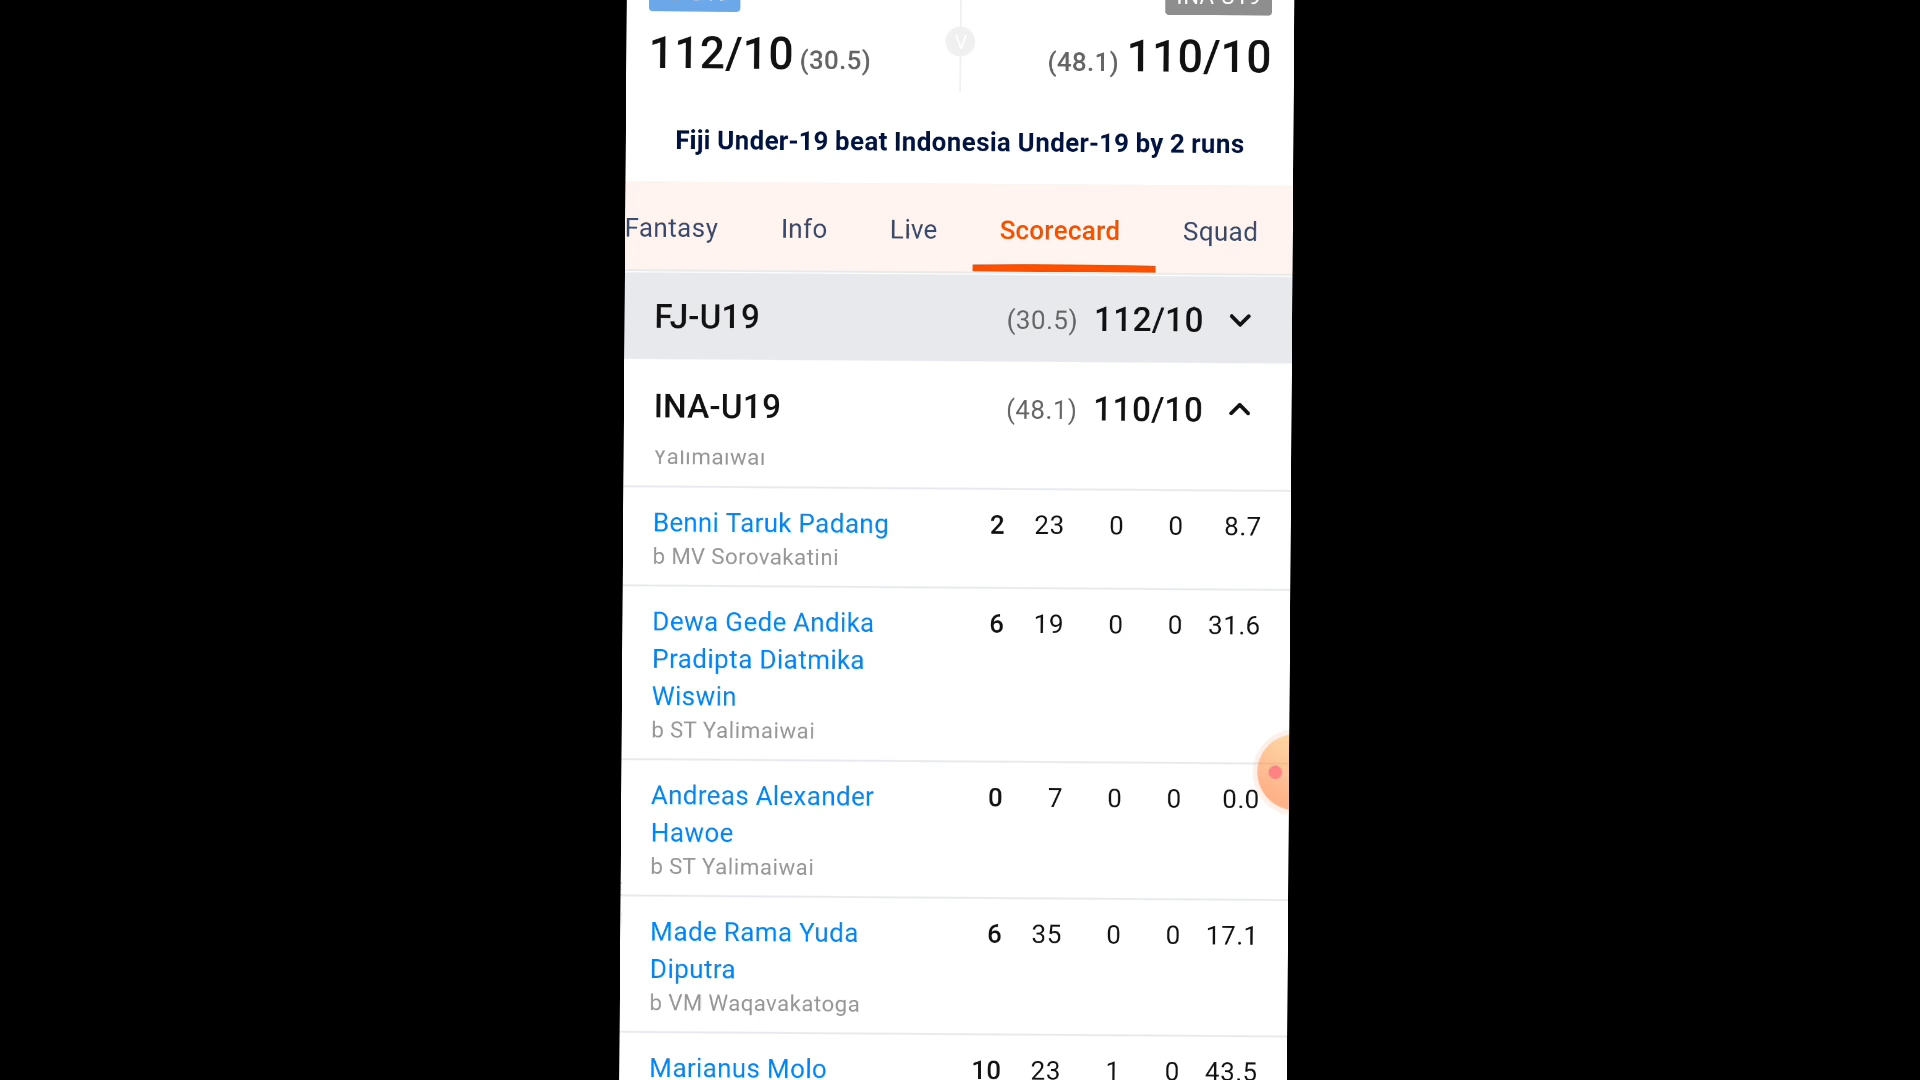 112/10 (30.5)
V
(48.1) 110/10
Fiji Under-19 beat Indonesia Under-19 by 2 runs
Fantasy Info Live Scorecard Squad
FJ-U19 (30.5) 112/10
INA-U19 (48.1) 110/10
Yalimaiwai
Benni Taruk Padang 2 23 0 0 8.7
b MV Sorovakatini
Dewa Gede Andika 6 19 0 0 31.6
Pradipta Diatmika
Wiswin
b ST Yalimaiwai
Andreas Alexander 0 7 0 0 0.0
Hawoe
b ST Yalimaiwai
Made Rama Yuda 6 35 0 0 17.1
Diputra
b VM Waqavakatoga
Marianus Molo 10 23 1 0 43.5